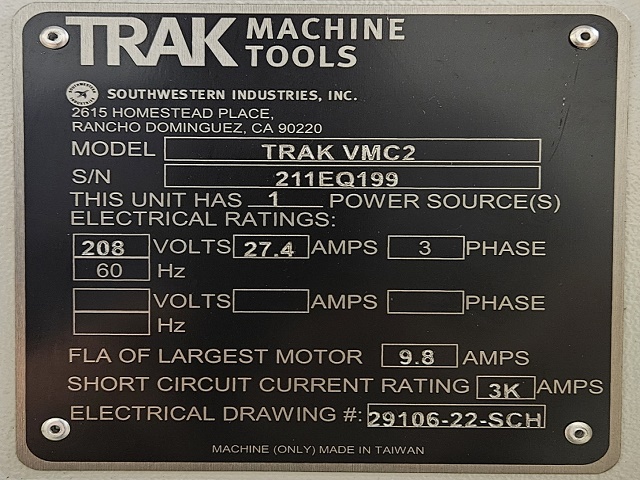 TRAK MACHINE TOOLS
SOUTHWESTERN INDUSTRIES, INC.
2615 HOMESTEAD PLACE,
RANCHO DOMINGUEZ, CA 90220
MODEL TRAK VMC2
S/N 211EQ199
THIS UNIT HAS 1 POWER SOURCE(S)
ELECTRICAL RATINGS:
208 VOLTS 27.4 AMPS 3 PHASE
60 Hz
VOLTS AMPS PHASE
Hz
FLA OF LARGEST MOTOR 9.8 AMPS
SHORT CIRCUIT CURRENT RATING 3K AMPS
ELECTRICAL DRAWING #: 29106-22-SCH
MACHINE (ONLY) MADE IN TAIWAN